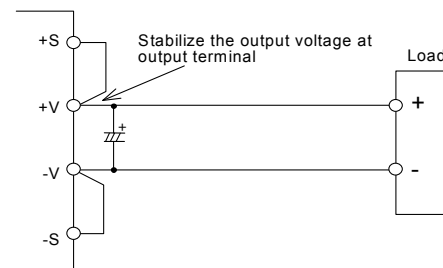 +S
Stabilize the output voltage at
output terminal
Load
+V
+
+
-V
-
-S